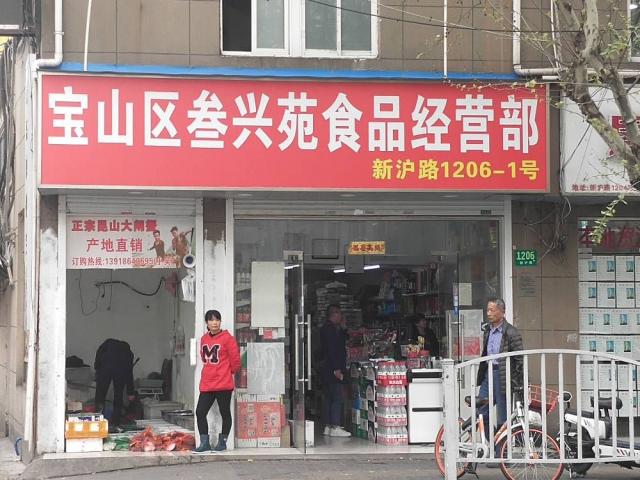 宝山区叁兴苑食品经营部
新沪路1206-1号
正宗昆山大闸蟹
产地直销
1206
M